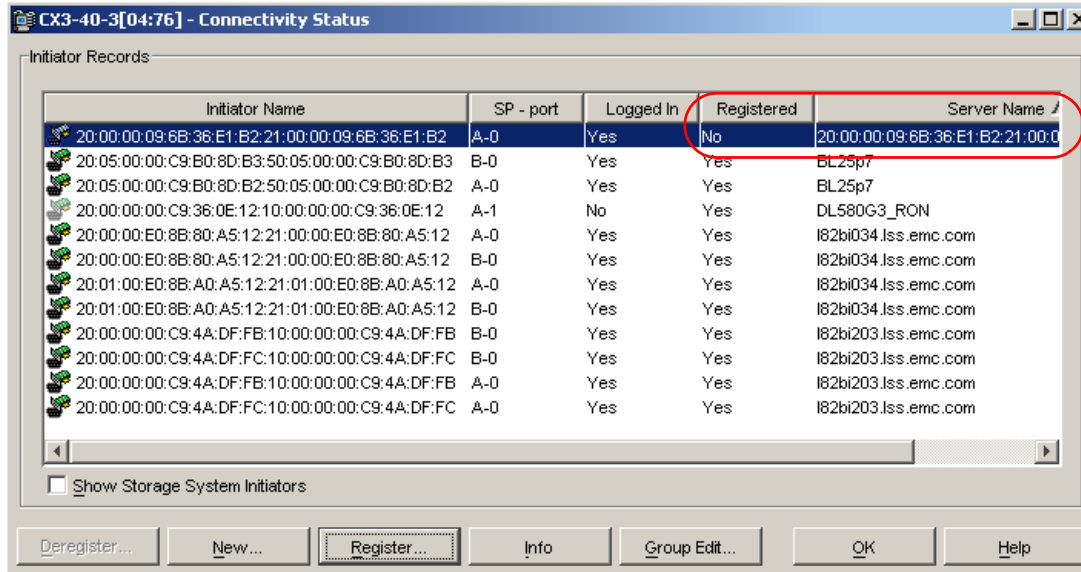 CX3-40-3[04:76] - Connectivity Status
Initiator Records
Initiator Name SP - port Logged In Registered Server Name
20:00:00:09:6B:36:E1:B2:21:00:00:09:6B:36:E1:B2 A-0 Yes No 20:00:00:09:6B:36:E1:B2:21:00:0
20:05:00:00:C9:B0:8D:B3:50:05:00:00:C9:B0:8D:B3 B-0 Yes Yes BL25p7
20:05:00:00:C9:B0:8D:B2:50:05:00:00:C9:B0:8D:B2 A-0 Yes Yes BL25p7
20:00:00:00:C9:36:0E:12:10:00:00:00:C9:36:0E:12 A-1 No Yes DL580G3_RON
20:00:00:E0:8B:80:A5:12:21:00:00:E0:8B:80:A5:12 A-0 Yes Yes l82bi034.lss.emc.com
20:00:00:E0:8B:80:A5:12:21:00:00:E0:8B:80:A5:12 B-0 Yes Yes l82bi034.lss.emc.com
20:01:00:E0:8B:A0:A5:12:21:01:00:E0:8B:A0:A5:12 A-0 Yes Yes l82bi034.lss.emc.com
20:01:00:E0:8B:A0:A5:12:21:01:00:E0:8B:A0:A5:12 B-0 Yes Yes l82bi034.lss.emc.com
20:00:00:00:C9:4A:DF:FB:10:00:00:00:C9:4A:DF:FB B-0 Yes Yes l82bi203.lss.emc.com
20:00:00:00:C9:4A:DF:FC:10:00:00:00:C9:4A:DF:FC B-0 Yes Yes l82bi203.lss.emc.com
20:00:00:00:C9:4A:DF:FB:10:00:00:00:C9:4A:DF:FB A-0 Yes Yes l82bi203.lss.emc.com
20:00:00:00:C9:4A:DF:FC:10:00:00:00:C9:4A:DF:FC A-0 Yes Yes l82bi203.lss.emc.com
Show Storage System Initiators
Deregister... New... Register... Info Group Edit... OK Help